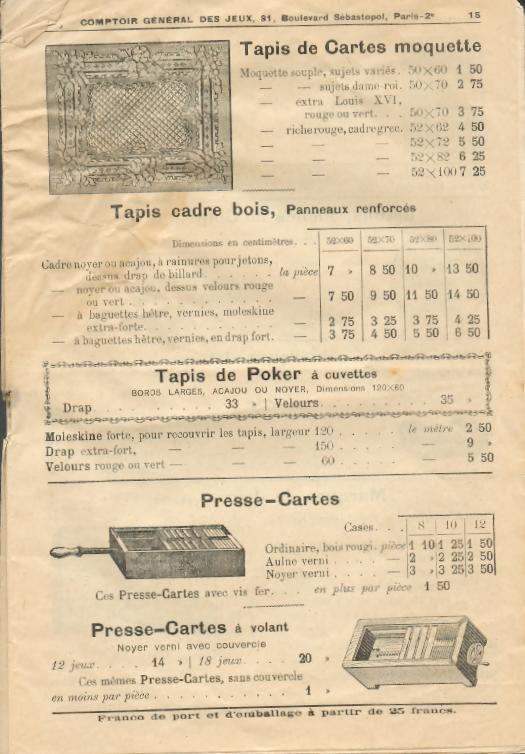 COMPTOIR GÉNÉRAL DES JEUX, 81, Boulevard Sébastopol, Paris-2e 15
Tapis de Cartes moquette
Moquette souple, sujets variés. 50×60 1 50
— — sujets dame-roi. 50×70 2 75
— extra Louis XVI,
rouge ou vert. . . 50×70 3 75
— riche rouge, cadre grec. 52×62 4 50
— — — 52×72 5 50
— — — 52×82 6 25
— — — 52×100 7 25
Tapis cadre bois, Panneaux renforcés
Dimensions en centimètres. . . 52×60 52×70 52×80 52×100
Cadre noyer ou acajou, à rainures pour jetons,
dessus drap de billard . . . . . . . la pièce 7 » 8 50 10 » 13 50
— noyer ou acajou, dessus velours rouge
ou vert . . . . . . . . . . . . — 7 50 9 50 11 50 14 50
— à baguettes hêtre, vernies, moleskine
extra-forte. . . . . . . . . . . — 2 75 3 25 3 75 4 25
— à baguettes hêtre, vernies, en drap fort. — 3 75 4 50 5 50 6 50
Tapis de Poker à cuvettes
BORDS LARGES, ACAJOU OU NOYER, Dimensions 120×60
Drap . . . . . . . . 33 » | Velours. . . . . . . . 35 »
Moleskine forte, pour recouvrir les tapis, largeur 120 . . . . . le mètre 2 50
Drap extra-fort, — — — 150 . . . . . — 9 »
Velours rouge ou vert — — — 60 . . . . . — 5 50
Presse-Cartes
Cases. . . 8 10 12
Ordinaire, bois rougi. pièce 1 10 1 25 1 50
Aulne verni . . . . — 2 » 2 25 2 50
Noyer verni . . . . — 3 » 3 25 3 50
Ces Presse-Cartes avec vis fer. . . en plus par pièce 1 50
Presse-Cartes à volant
Noyer verni avec couvercle
12 jeux. . . . . 14 » | 18 jeux. . . . . 20 »
Ces mêmes Presse-Cartes, sans couvercle
en moins par pièce . . . . . . . . . . . 1 »
Franco de port et d'emballage à partir de 25 francs.